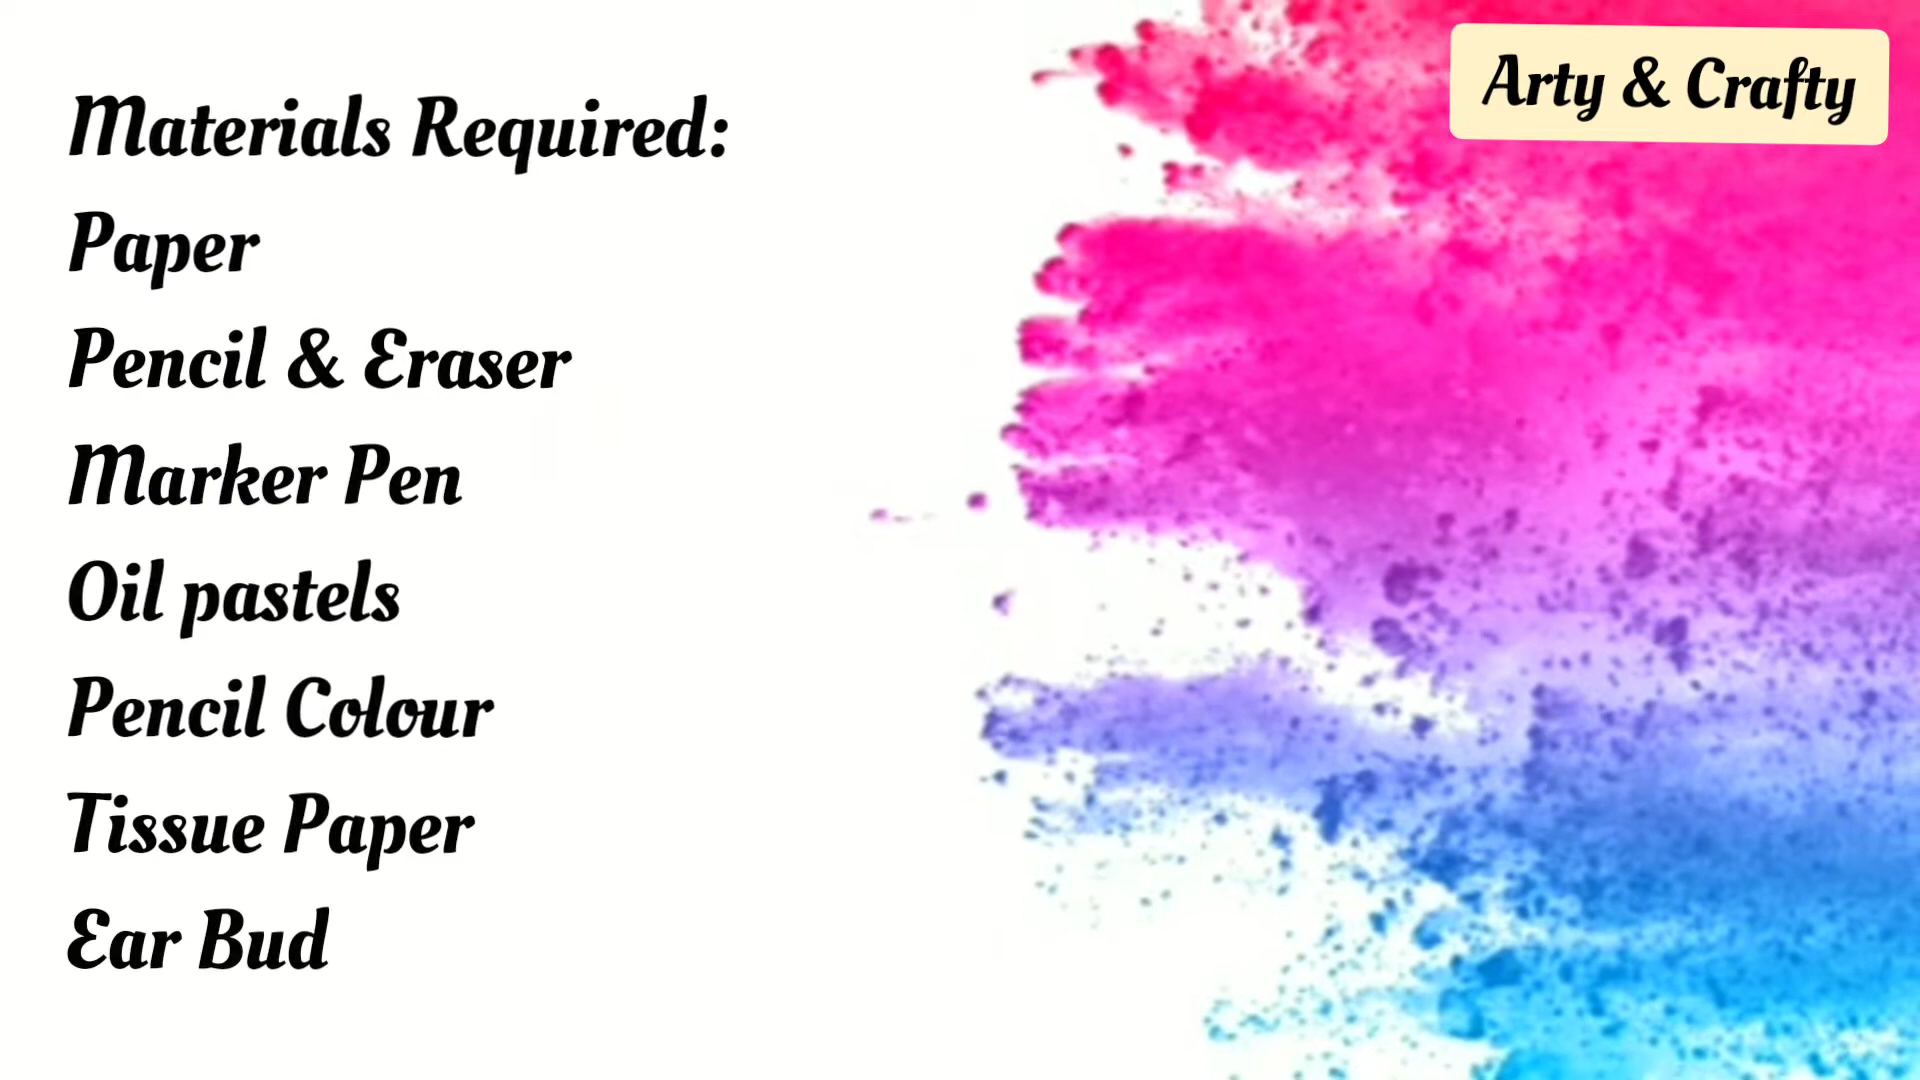 Arty & Crafty
Materials Required:
Paper
Pencil & Eraser
Marker Pen
Oil pastels
Pencil Colour
Tissue Paper
Ear Bud